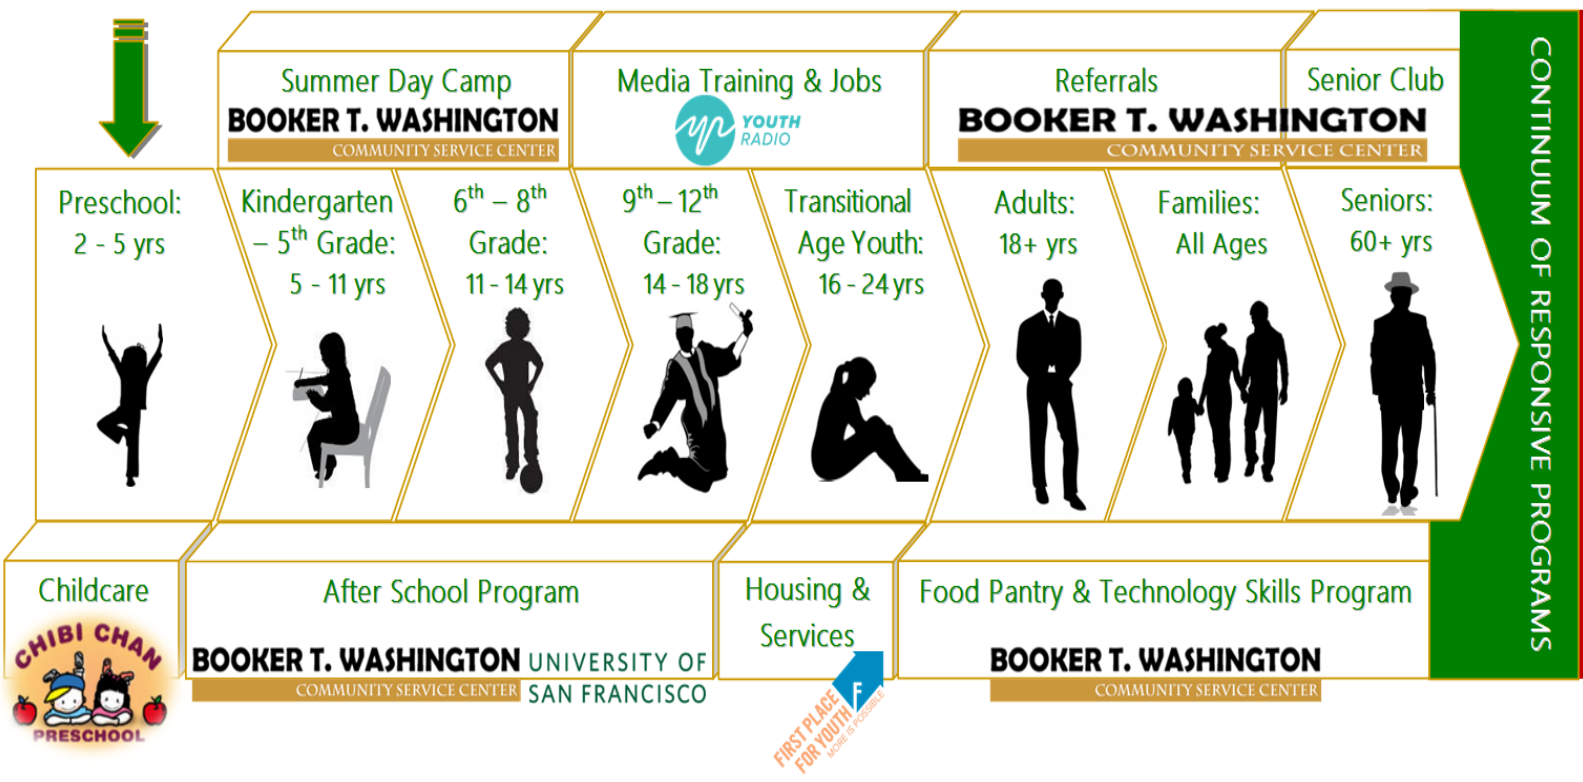 Summer Day Camp
BOOKER T. WASHINGTON
COMMUNITY SERVICE CENTER
Media Training & Jobs
YOUTH
RADIO
Referrals
Senior Club
BOOKER T. WASHINGTON
COMMUNITY SERVICE CENTER
Preschool:
2 - 5 yrs
Kindergarten
– 5th Grade:
5 - 11 yrs
6th – 8th
Grade:
11 - 14 yrs
9th – 12th
Grade:
14 - 18 yrs
Transitional
Age Youth:
16 - 24 yrs
Adults:
18+ yrs
Families:
All Ages
Seniors:
60+ yrs
CONTINUUM OF RESPONSIVE PROGRAMS
Childcare
CHIBI CHAN
PRESCHOOL
After School Program
BOOKER T. WASHINGTON
COMMUNITY SERVICE CENTER
UNIVERSITY OF
SAN FRANCISCO
Housing &
Services
F
FIRST PLACE
FOR YOUTH
MORE IS POSSIBLE
Food Pantry & Technology Skills Program
BOOKER T. WASHINGTON
COMMUNITY SERVICE CENTER